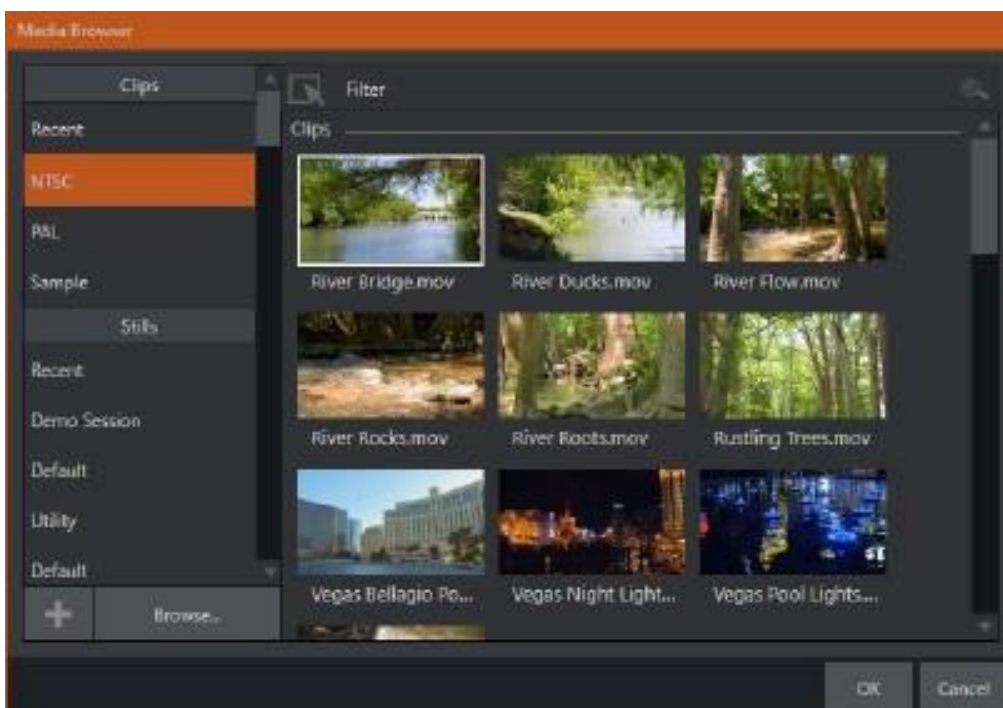 Media Browser
Clips
Recent
NTSC
PAL
Sample
Stills
Recent
Demo Session
Default
Utility
Default
Browse...
Filter
Clips
River Bridge.mov
River Ducks.mov
River Flow.mov
River Rocks.mov
River Roots.mov
Rustling Trees.mov
Vegas Bellagio Po...
Vegas Night Light...
Vegas Pool Lights....
OK
Cancel